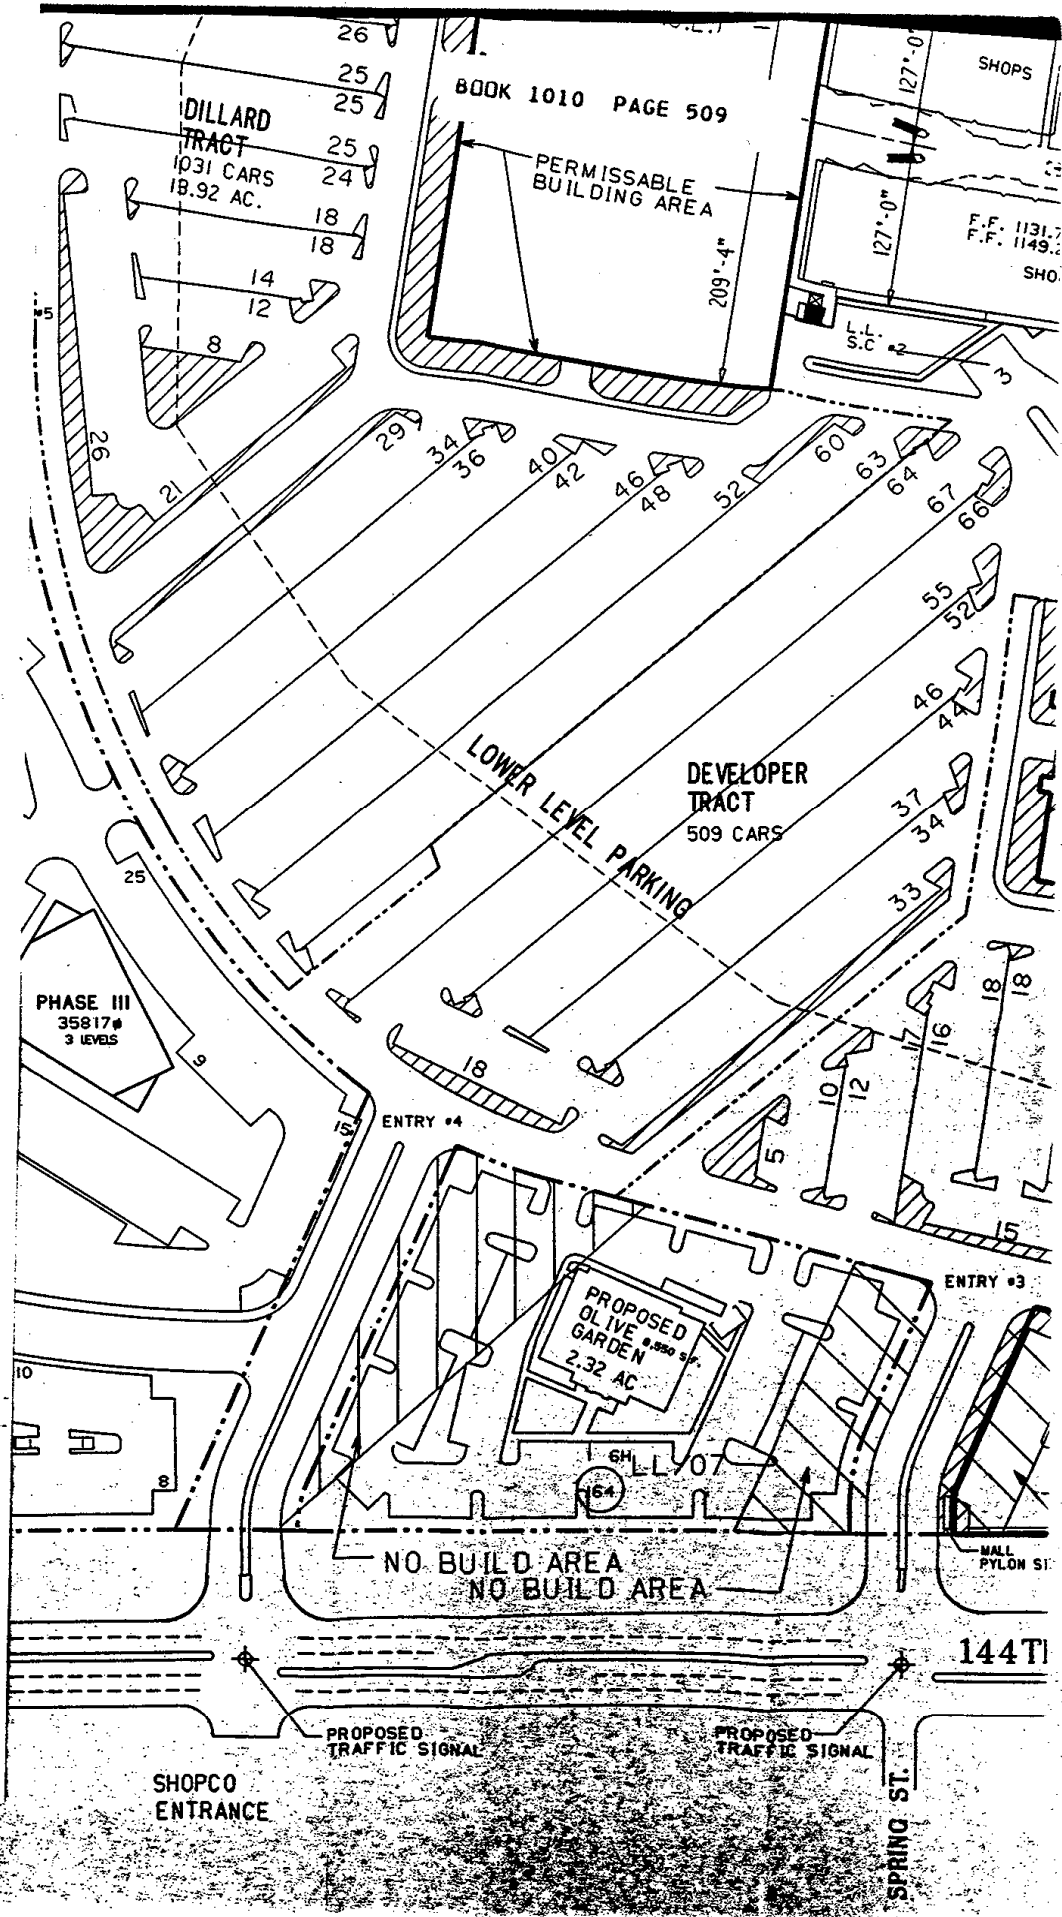 26
SHOPS
127'-0"
25
25
BOOK 1010 PAGE 509
DILLARD
TRACT
1031 CARS
18.92 AC.
25
24
PERMISSABLE
BUILDING AREA
18
18
127'-0"
209'-4"
14
12
8
L.L.
S.C #2
3
26
21
29
34
36
40
42
46
48
52
60
63
64
67
66
55
52
46
44
LOWER LEVEL PARKING
DEVELOPER
TRACT
509 CARS
37
34
33
25
PHASE III
35817
3 LEVELS
9
18
18
18
17
16
10
12
15
ENTRY #4
5
15
ENTRY #3
PROPOSED
OLIVE
GARDEN
2.32 AC
10
8
6H
LL/07
164
NO BUILD AREA
NO BUILD AREA
MALL
PYLON
144T
PROPOSED
TRAFFIC SIGNAL
PROPOSED
TRAFFIC SIGNAL
SHOPCO
ENTRANCE
SPRING ST.